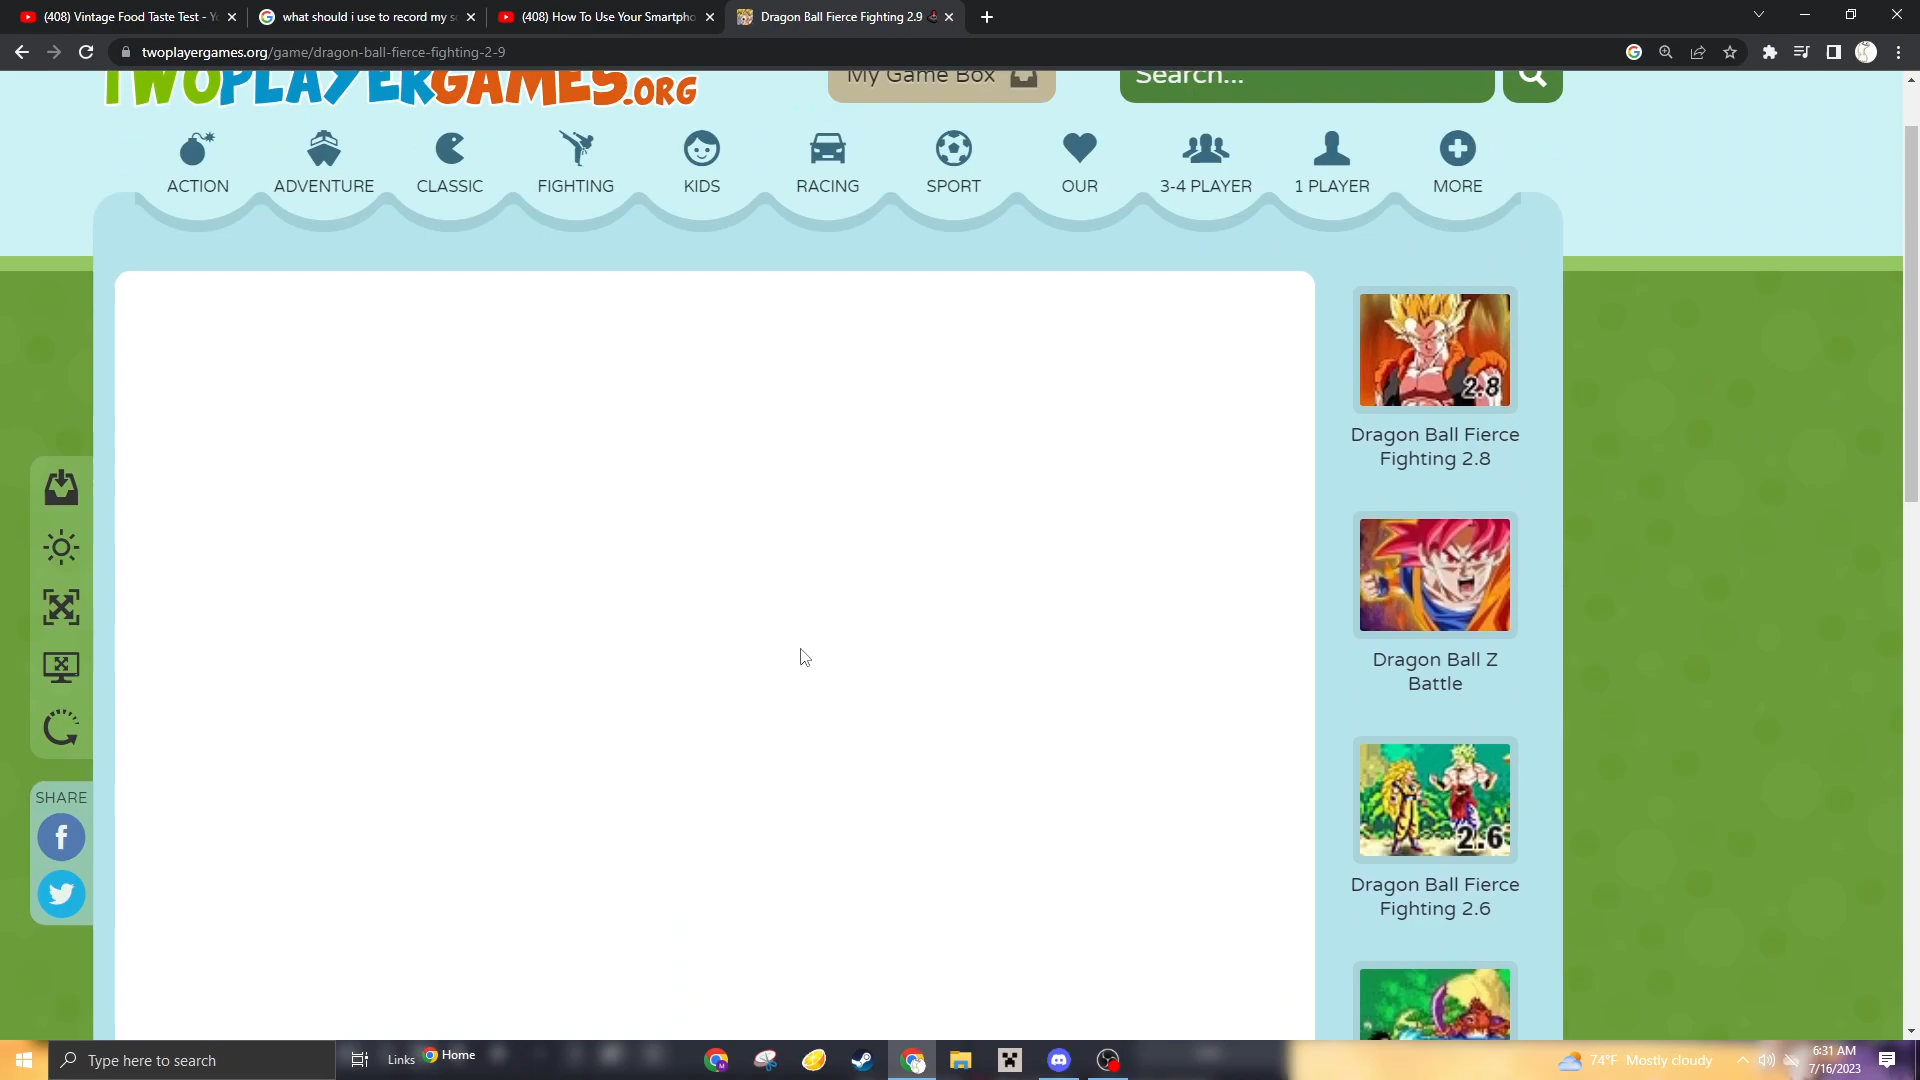 (408) Vintage Food Taste Test - Y
what should i use to record my s
(408) How To Use Your Smartpho
Dragon Ball Fierce Fighting 2.9
twoplayergames.org/game/dragon-ball-fierce-fighting-2-9
TWOPLAYERGAMES.ORG
My Game Box
Search...
ACTION
ADVENTURE
CLASSIC
FIGHTING
KIDS
RACING
SPORT
OUR
3-4 PLAYER
1 PLAYER
MORE
2.8
Dragon Ball Fierce
Fighting 2.8
Dragon Ball Z
Battle
2.6
Dragon Ball Fierce
Fighting 2.6
SHARE
Type here to search
Links
Home
74°F Mostly cloudy
6:31 AM
7/16/2023